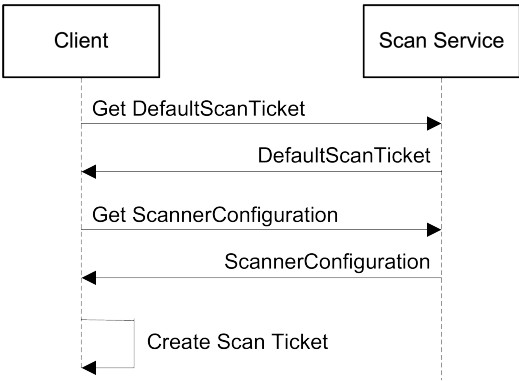 Client
Scan Service
Get DefaultScanTicket
DefaultScanTicket
Get ScannerConfiguration
ScannerConfiguration
Create Scan Ticket